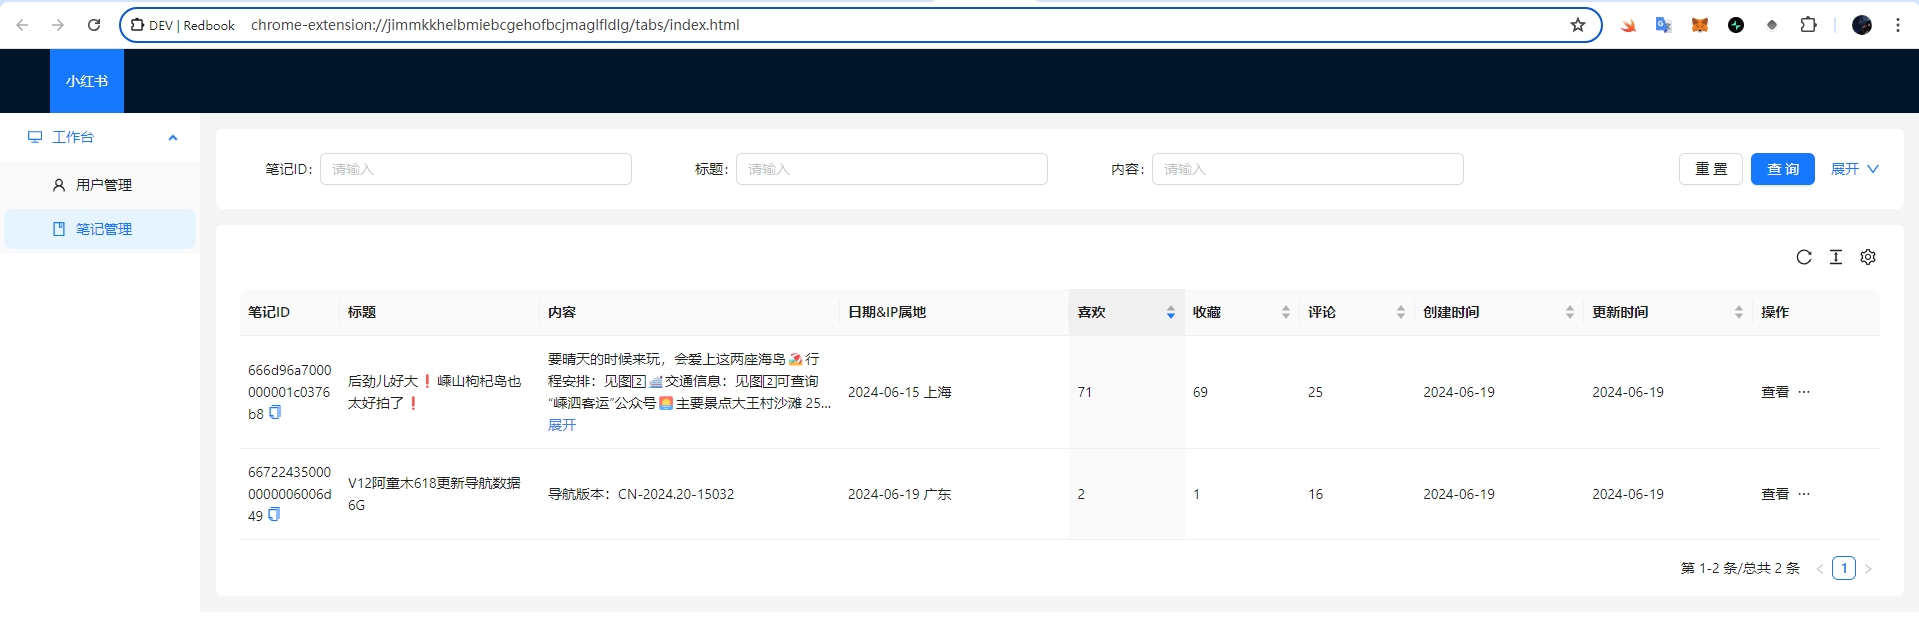 DEV | Redbook chrome-extension://jimmkkhelbmiebcgehofbcjmaglfldlg/tabs/index.html
小红书
工作台
用户管理
笔记管理
笔记ID: 请输入 标题: 请输入 内容: 请输入 重置 查询 展开
笔记ID 标题 内容 日期&IP属地 喜欢 收藏 评论 创建时间 更新时间 操作
666d96a7000
000001c0376
b8
后劲儿好大❗嵊山枸杞岛也
太好拍了❗
要晴天的时候来玩，会爱上这两座海岛🏖行
程安排：见图2️⃣🚄交通信息：见图2️⃣可查询
“嵊泗客运”公众号🌅主要景点大王村沙滩 25...
展开
2024-06-15 上海
71
69
25
2024-06-19
2024-06-19
查看 ···
66722435000
0000006006d
49
V12阿童木618更新导航数据
6G
导航版本：CN-2024.20-15032
2024-06-19 广东
2
1
16
2024-06-19
2024-06-19
查看 ···
第 1-2 条/总共 2 条 < 1 >